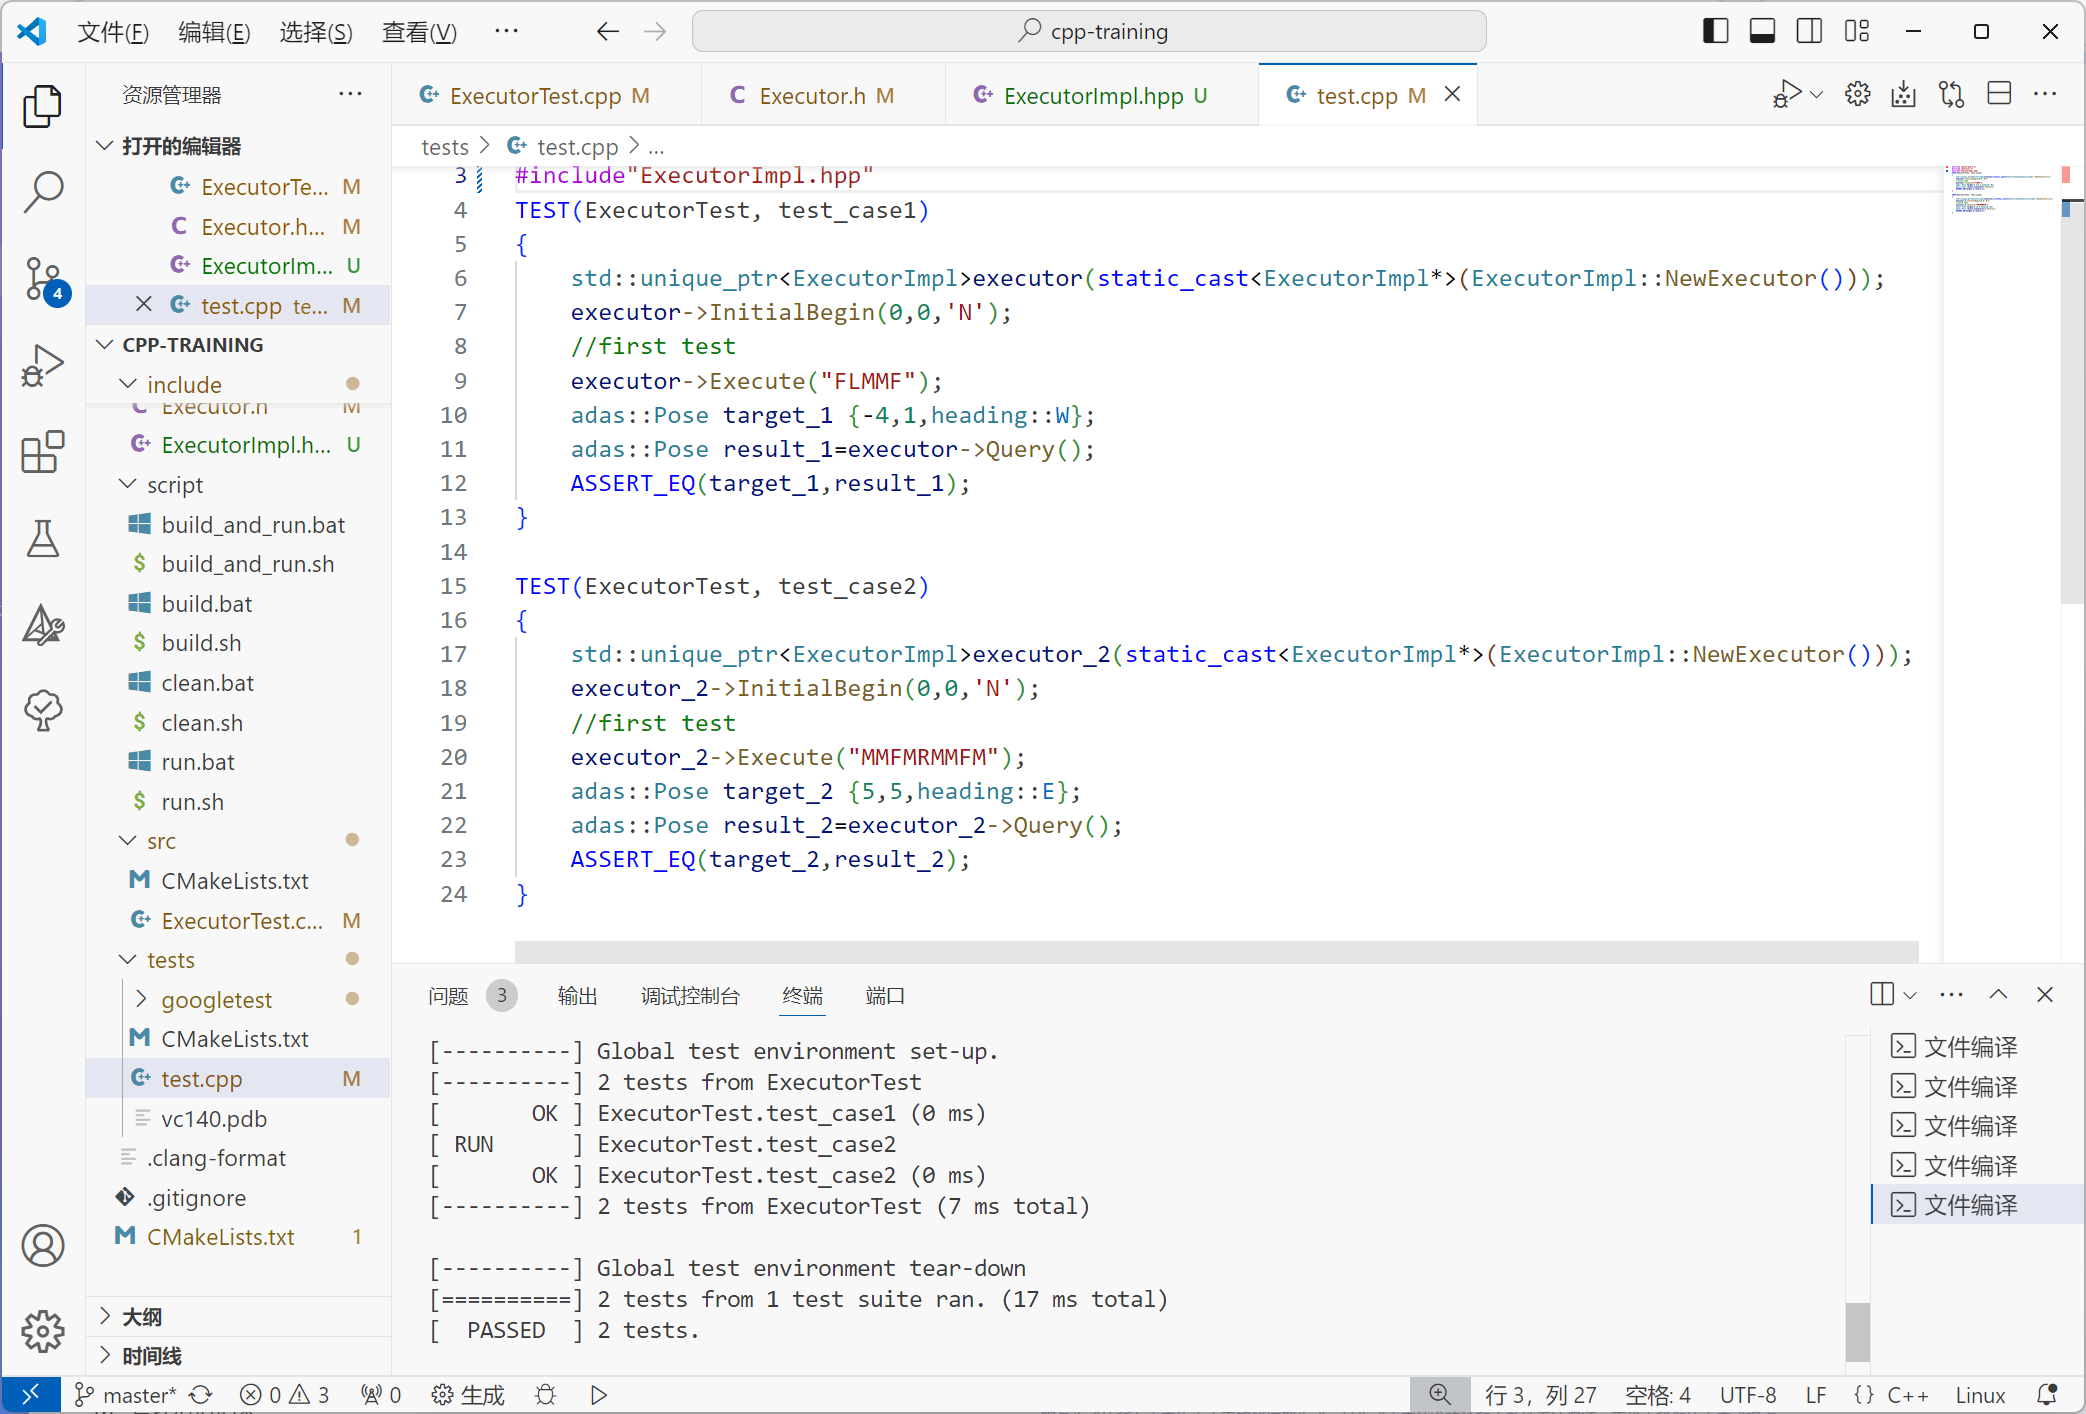 文件(F) 编辑(E) 选择(S) 查看(V) ··· cpp-training
资源管理器 ···
打开的编辑器
ExecutorTe... M
Executor.h... M
ExecutorIm... U
test.cpp te... M
CPP-TRAINING
include
Executor.h M
ExecutorImpl.h... U
script
build_and_run.bat
build_and_run.sh
build.bat
build.sh
clean.bat
clean.sh
run.bat
run.sh
src
CMakeLists.txt
ExecutorTest.c... M
tests
googletest
CMakeLists.txt
test.cpp M
vc140.pdb
.clang-format
.gitignore
CMakeLists.txt 1
大纲
时间线
ExecutorTest.cpp M Executor.h M ExecutorImpl.hpp U test.cpp M
tests > test.cpp > ...
3 #include"ExecutorImpl.hpp"
4 TEST(ExecutorTest, test_case1)
5 {
6 std::unique_ptr<ExecutorImpl>executor(static_cast<ExecutorImpl*>(ExecutorImpl::NewExecutor()));
7 executor->InitialBegin(0,0,'N');
8 //first test
9 executor->Execute("FLMMF");
10 adas::Pose target_1 {-4,1,heading::W};
11 adas::Pose result_1=executor->Query();
12 ASSERT_EQ(target_1,result_1);
13 }
14
15 TEST(ExecutorTest, test_case2)
16 {
17 std::unique_ptr<ExecutorImpl>executor_2(static_cast<ExecutorImpl*>(ExecutorImpl::NewExecutor()));
18 executor_2->InitialBegin(0,0,'N');
19 //first test
20 executor_2->Execute("MMFMRMMFM");
21 adas::Pose target_2 {5,5,heading::E};
22 adas::Pose result_2=executor_2->Query();
23 ASSERT_EQ(target_2,result_2);
24 }
问题 3 输出 调试控制台 终端 端口
[----------] Global test environment set-up.
[----------] 2 tests from ExecutorTest
[       OK ] ExecutorTest.test_case1 (0 ms)
[ RUN      ] ExecutorTest.test_case2
[       OK ] ExecutorTest.test_case2 (0 ms)
[----------] 2 tests from ExecutorTest (7 ms total)
[----------] Global test environment tear-down
[==========] 2 tests from 1 test suite ran. (17 ms total)
[  PASSED  ] 2 tests.
文件编译
文件编译
文件编译
文件编译
文件编译
4
master* 0 3 0 生成 行 3，列 27 空格: 4 UTF-8 LF {} C++ Linux